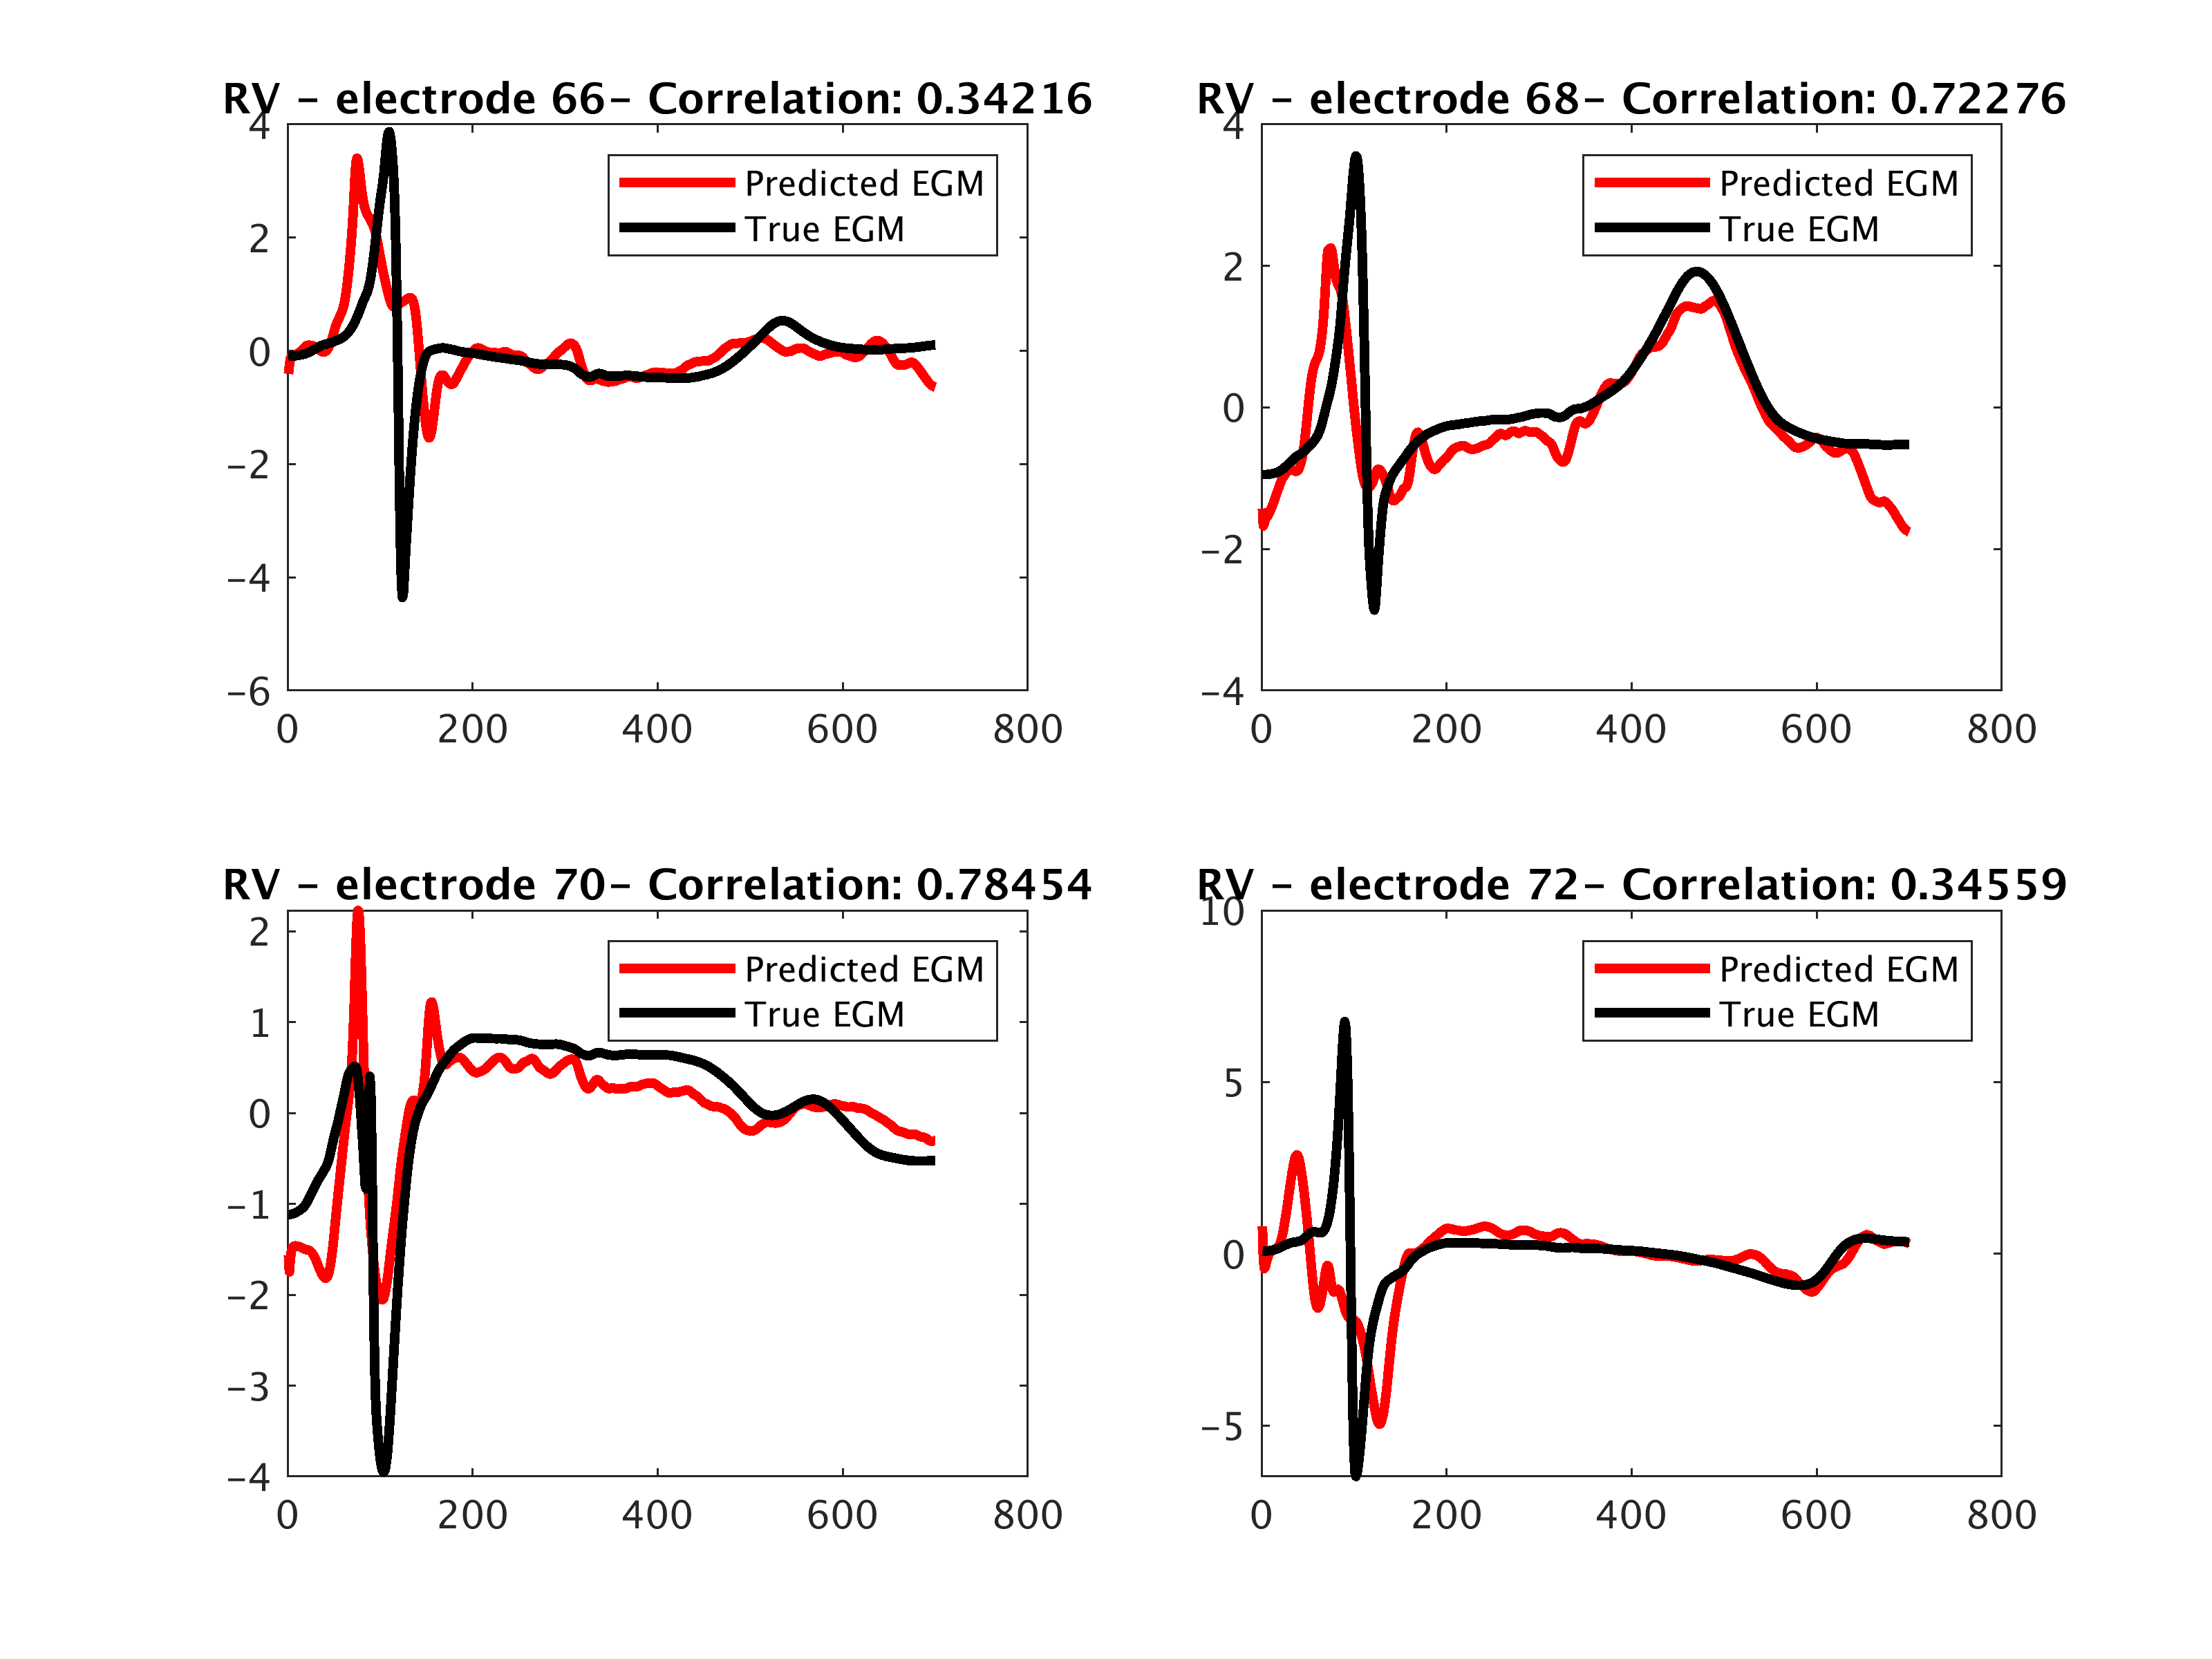 RV - electrode 66- Correlation: 0.34216
4
2
0
-2
-4
-6
0 200 400 600 800
Predicted EGM
True EGM
RV - electrode 68- Correlation: 0.72276
4
2
0
-2
-4
0 200 400 600 800
Predicted EGM
True EGM
RV - electrode 70- Correlation: 0.78454
2
1
0
-1
-2
-3
-4
0 200 400 600 800
Predicted EGM
True EGM
RV - electrode 72- Correlation: 0.34559
10
5
0
-5
0 200 400 600 800
Predicted EGM
True EGM